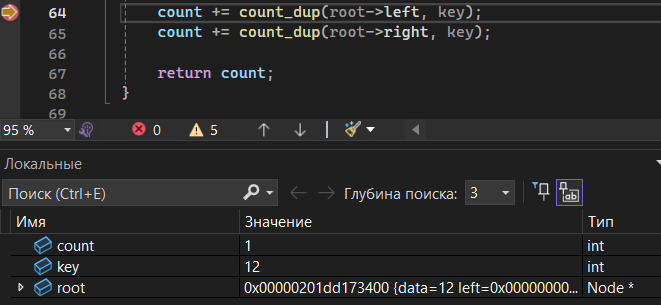 64 count += count_dup(root->left, key);
65 count += count_dup(root->right, key);
66
67 return count;
68 }
69
95 % 0 5
Локальные
Поиск (Ctrl+E) Глубина поиска: 3
Имя Значение Тип
count 1 int
key 12 int
root 0x00000201dd173400 {data=12 left=0x00000000... Node *